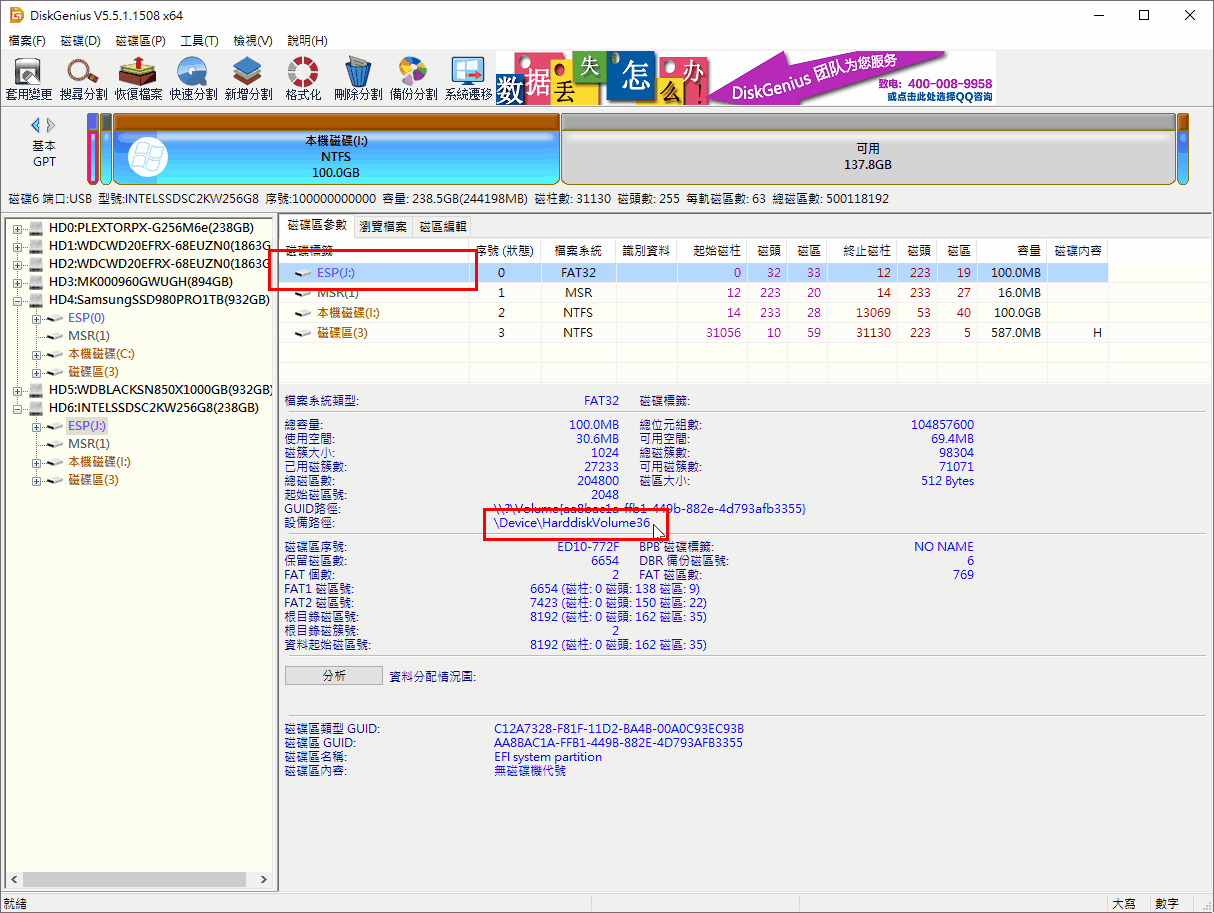 DiskGenius V5.5.1.1508 x64
檔案(F) 磁碟(D) 磁碟區(P) 工具(T) 檢視(V) 說明(H)
套用變更 搜尋分割 恢復檔案 快速分割 新增分割 格式化 刪除分割 備份分割 系統遷移
数据丢失怎么办!
DiskGenius 团队为您服务
致电: 400-008-9958
或点击此处选择QQ咨询
基本
GPT
本機磁碟(I:)
NTFS
100.0GB
可用
137.8GB
磁碟6 端口:USB 型號:INTELSSDSC2KW256G8 序號:100000000000 容量: 238.5GB(244198MB) 磁柱數: 31130 磁頭數: 255 每軌磁區數: 63 總磁區數: 500118192
HD0:PLEXTORPX-G256M6e(238GB)
HD1:WDCWD20EFRX-68EUZN0(1863G
HD2:WDCWD20EFRX-68EUZN0(1863G
HD3:MK000960GWUGH(894GB)
HD4:SamsungSSD980PRO1TB(932GB)
ESP(0)
MSR(1)
本機磁碟(C:)
磁碟區(3)
HD5:WDBLACKSN850X1000GB(932GB)
HD6:INTELSSDSC2KW256G8(238GB)
ESP(J:)
MSR(1)
本機磁碟(I:)
磁碟區(3)
磁碟區參數 瀏覽檔案 磁區編輯
磁碟標籤 序號 (狀態) 檔案系統 識別資料 起始磁柱 磁頭 磁區 終止磁柱 磁頭 磁區 容量 磁碟內容
ESP(J:) 0 FAT32 0 32 33 12 223 19 100.0MB
MSR(1) 1 MSR 12 223 20 14 233 27 16.0MB
本機磁碟(I:) 2 NTFS 14 233 28 13069 53 40 100.0GB
磁碟區(3) 3 NTFS 31056 10 59 31130 223 5 587.0MB H
檔案系統類型: FAT32 磁碟標籤:
總容量: 100.0MB 總位元組數: 104857600
使用空間: 30.6MB 可用空間: 69.4MB
磁簇大小: 1024 總磁簇數: 98304
已用磁簇數: 27233 可用磁簇數: 71071
總磁區數: 204800 磁區大小: 512 Bytes
起始磁區號: 2048
GUID路徑: \\?\Volume{aa8bac1a-ffb1-449b-882e-4d793afb3355}
設備路徑: \Device\HarddiskVolume36
磁碟區序號: ED10-772F BPB 磁碟標籤: NO NAME
保留磁區數: 6654 DBR 備份磁區號: 6
FAT 個數: 2 FAT 磁區數: 769
FAT1 磁區號: 6654 (磁柱: 0 磁頭: 138 磁區: 9)
FAT2 磁區號: 7423 (磁柱: 0 磁頭: 150 磁區: 22)
根目錄磁區號: 8192 (磁柱: 0 磁頭: 162 磁區: 35)
根目錄磁簇號: 2
資料起始磁區號: 8192 (磁柱: 0 磁頭: 162 磁區: 35)
分析 資料分配情況圖:
磁碟區類型 GUID: C12A7328-F81F-11D2-BA4B-00A0C93EC93B
磁碟區 GUID: AA8BAC1A-FFB1-449B-882E-4D793AFB3355
磁碟區名稱: EFI system partition
磁碟區內容: 無磁碟機代號
就緒 大寫 數字